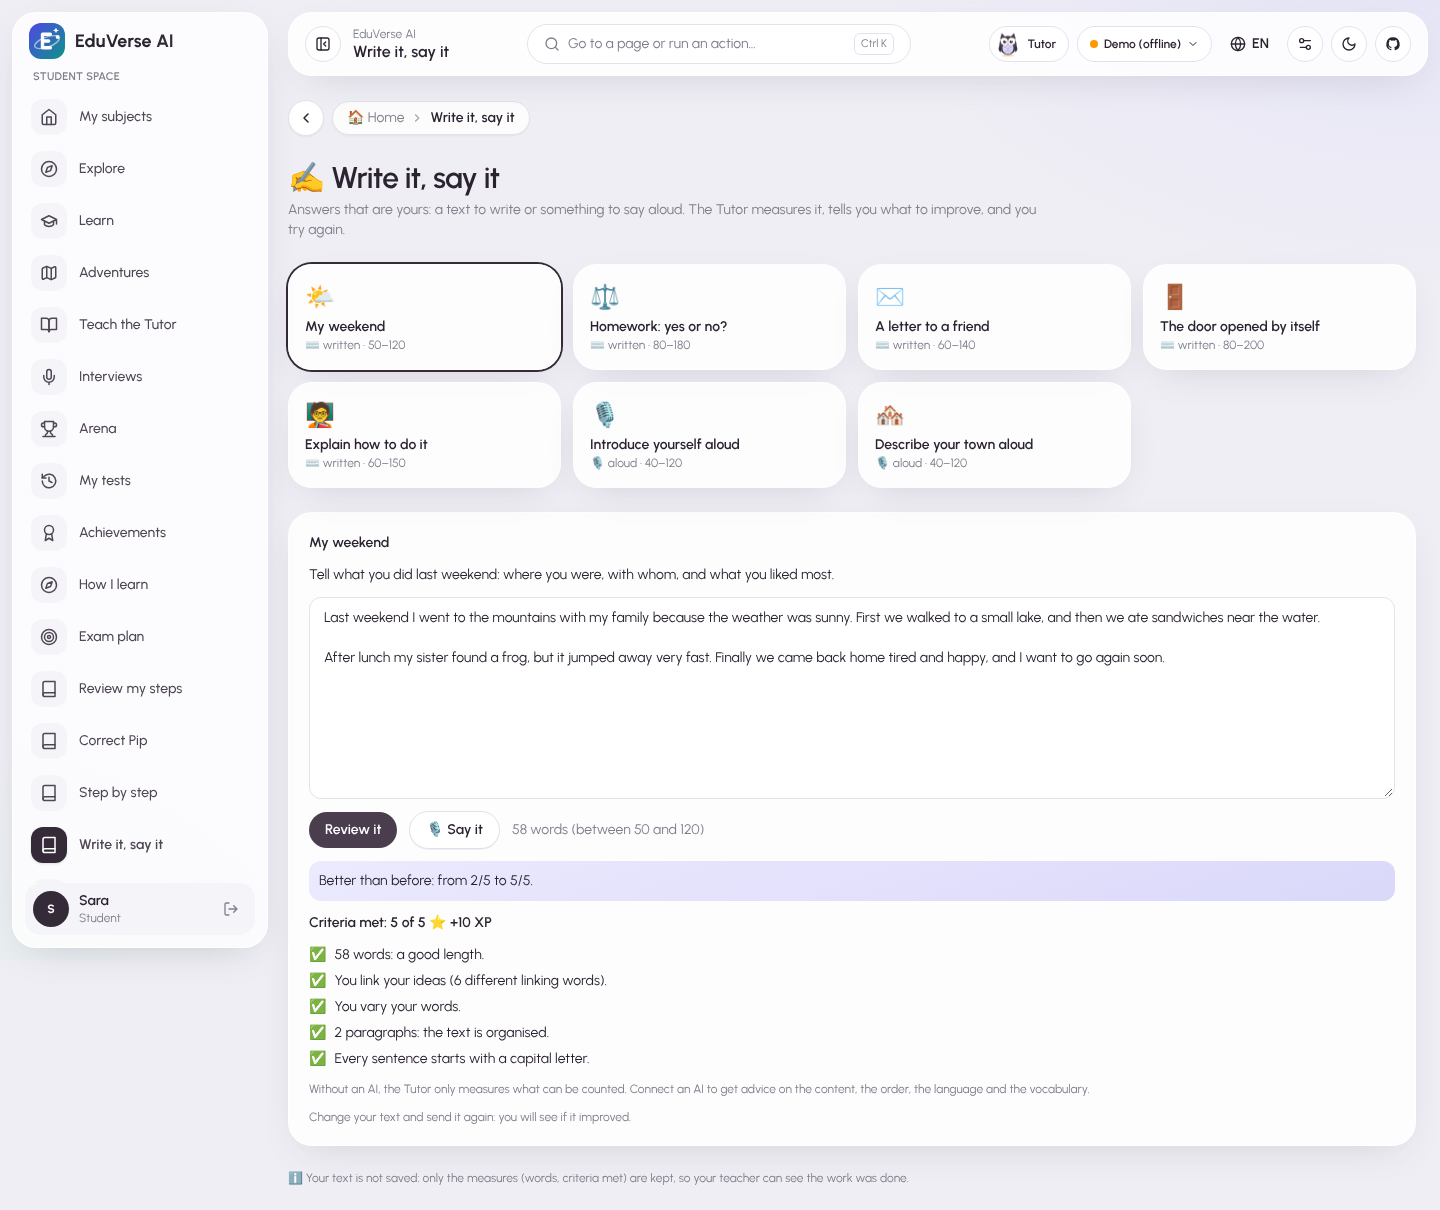 EduVerse AI
STUDENT SPACE
My subjects
Explore
Learn
Adventures
Teach the Tutor
Interviews
Arena
My tests
Achievements
How I learn
Exam plan
Review my steps
Correct Pip
Step by step
Write it, say it
S
Sara
Student
EduVerse AI
Write it, say it
Go to a page or run an action...
Ctrl K
Tutor
Demo (offline)
EN
Home
Write it, say it
Write it, say it
Answers that are yours: a text to write or something to say aloud. The Tutor measures it, tells you what to improve, and you
try again.
My weekend
written · 50–120
Homework: yes or no?
written · 80–180
A letter to a friend
written · 60–140
The door opened by itself
written · 80–200
Explain how to do it
written · 60–150
Introduce yourself aloud
aloud · 40–120
Describe your town aloud
aloud · 40–120
My weekend
Tell what you did last weekend: where you were, with whom, and what you liked most.
Last weekend I went to the mountains with my family because the weather was sunny. First we walked to a small lake, and then we ate sandwiches near the water.
After lunch my sister found a frog, but it jumped away very fast. Finally we came back home tired and happy, and I want to go again soon.
Review it
Say it
58 words (between 50 and 120)
Better than before: from 2/5 to 5/5.
Criteria met: 5 of 5 ⭐ +10 XP
58 words: a good length.
You link your ideas (6 different linking words).
You vary your words.
2 paragraphs: the text is organised.
Every sentence starts with a capital letter.
Without an AI, the Tutor only measures what can be counted. Connect an AI to get advice on the content, the order, the language and the vocabulary.
Change your text and send it again: you will see if it improved.
Your text is not saved: only the measures (words, criteria met) are kept, so your teacher can see the work was done.